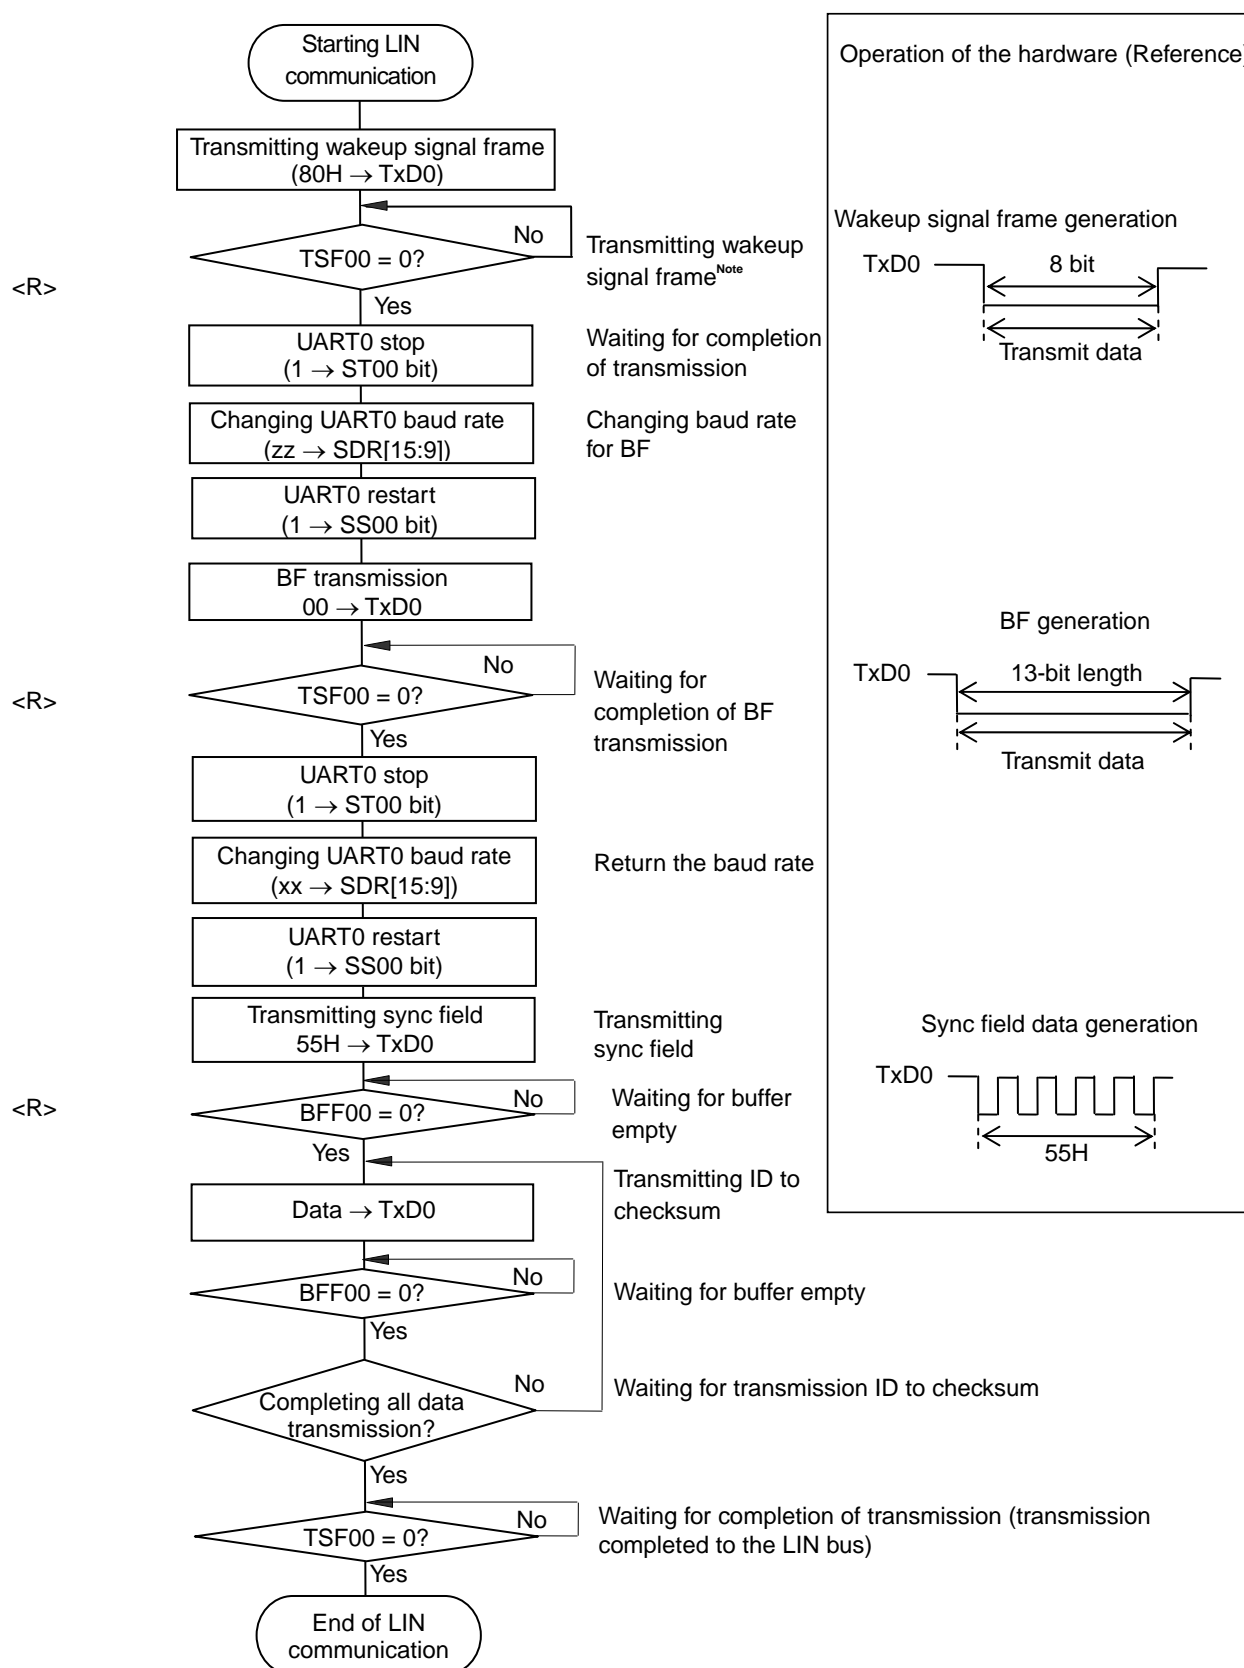 Starting LIN
communication
Transmitting wakeup signal frame
(80H → TxD0)
No
TSF00 = 0?
Transmitting wakeup
signal frameNote
<R>
Yes
UART0 stop
(1 → ST00 bit)
Waiting for completion
of transmission
Changing UART0 baud rate
(zz → SDR[15:9])
Changing baud rate
for BF
UART0 restart
(1 → SS00 bit)
BF transmission
00 → TxD0
No
TSF00 = 0?
Waiting for
completion of BF
transmission
<R>
Yes
UART0 stop
(1 → ST00 bit)
Changing UART0 baud rate
(xx → SDR[15:9])
Return the baud rate
UART0 restart
(1 → SS00 bit)
Transmitting sync field
55H → TxD0
Transmitting
sync field
No
<R>
BFF00 = 0?
Waiting for buffer
empty
Yes
Transmitting ID to
checksum
Data → TxD0
No
BFF00 = 0?
Waiting for buffer empty
Yes
No
Completing all data
transmission?
Waiting for transmission ID to checksum
Yes
No
TSF00 = 0?
Waiting for completion of transmission (transmission
completed to the LIN bus)
Yes
End of LIN
communication
Operation of the hardware (Reference)
Wakeup signal frame generation
TxD0
8 bit
Transmit data
BF generation
TxD0
13-bit length
Transmit data
Sync field data generation
TxD0
55H